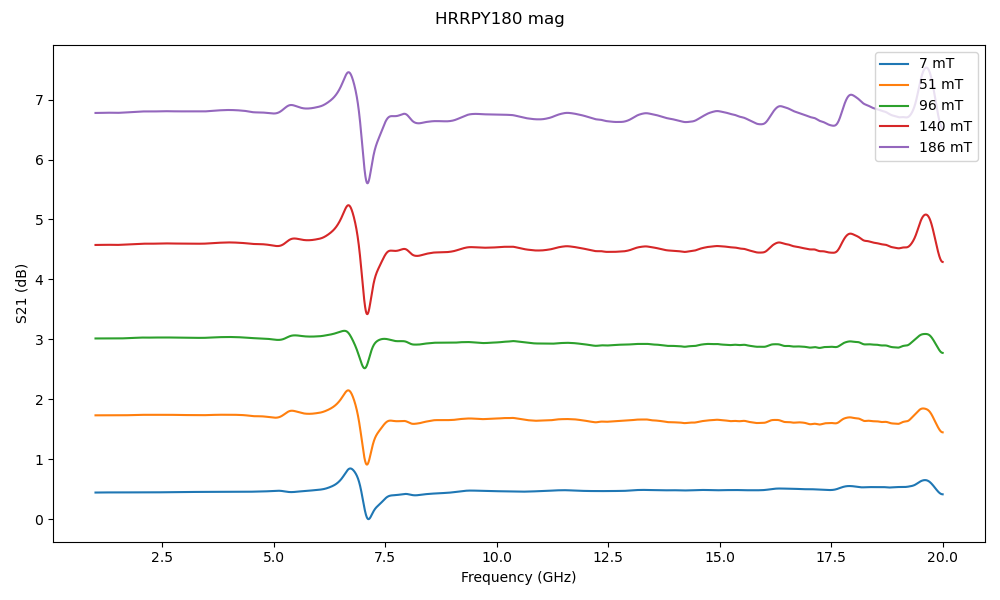 HRRPY180 mag
7 mT
51 mT
96 mT
140 mT
186 mT
S21 (dB)
7
6
5
4
3
2
1
0
2.5 5.0 7.5 10.0 12.5 15.0 17.5 20.0
Frequency (GHz)